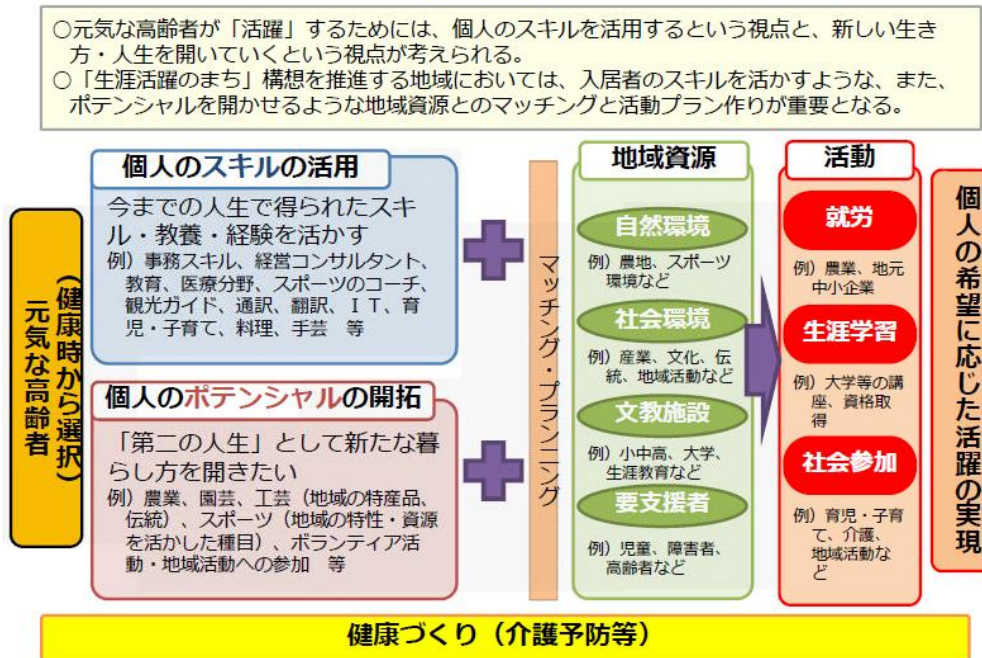 ○元気な高齢者が「活躍」するためには、個人のスキルを活用するという視点と、新しい生き
方・人生を開いていくという視点が考えられる。
○「生涯活躍のまち」構想を推進する地域においては、入居者のスキルを活かすような、また、
ポテンシャルを開かせるような地域資源とのマッチングと活動プラン作りが重要となる。
元気な高齢者
(健康時から選択)
個人のスキルの活用
今までの人生で得られたスキ
ル・教養・経験を活かす
例）事務スキル、経営コンサルタント、
教育、医療分野、スポーツのコーチ、
観光ガイド、通訳、翻訳、ＩＴ、育
児・子育て、料理、手芸　等
個人のポテンシャルの開拓
「第二の人生」として新たな暮
らし方を開きたい
例）農業、園芸、工芸（地域の特産品、
伝統）、スポーツ（地域の特性・資源
を活かした種目）、ボランティア活
動・地域活動への参加　等
マッチング・プランニング
地域資源
自然環境
例）農地、スポーツ
環境など
社会環境
例）産業、文化、伝
統、地域活動など
文教施設
例）小中高、大学、
生涯教育など
要支援者
例）児童、障害者、
高齢者など
活動
就労
例）農業、地元
中小企業
生涯学習
例）大学等の講
座、資格取
得
社会参加
例）育児・子育
て、介護、
地域活動な
ど
個人の希望に応じた活躍の実現
健康づくり（介護予防等）